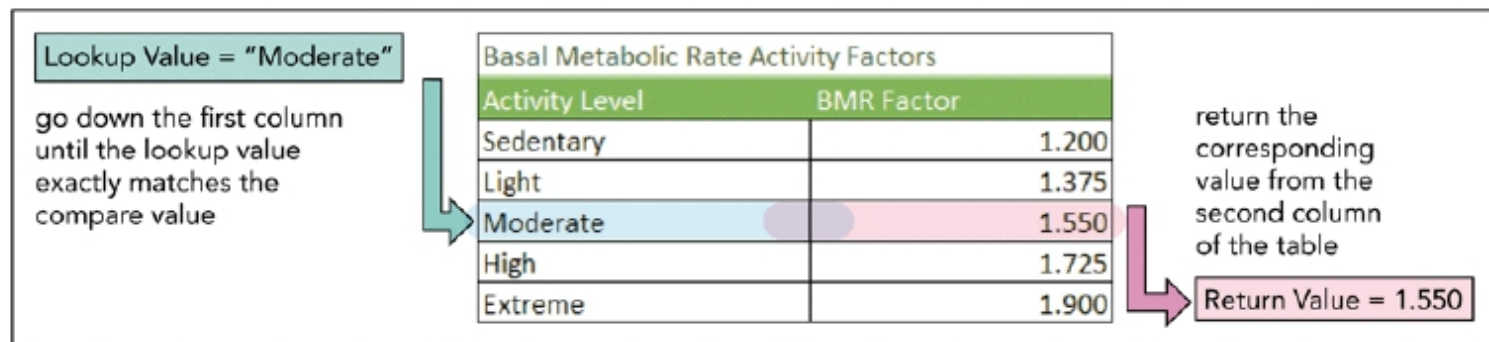 Lookup Value = “Moderate”
go down the first column
until the lookup value
exactly matches the
compare value
Basal Metabolic Rate Activity Factors
Activity Level BMR Factor
Sedentary 1.200
Light 1.375
Moderate 1.550
High 1.725
Extreme 1.900
return the
corresponding
value from the
second column
of the table
Return Value = 1.550